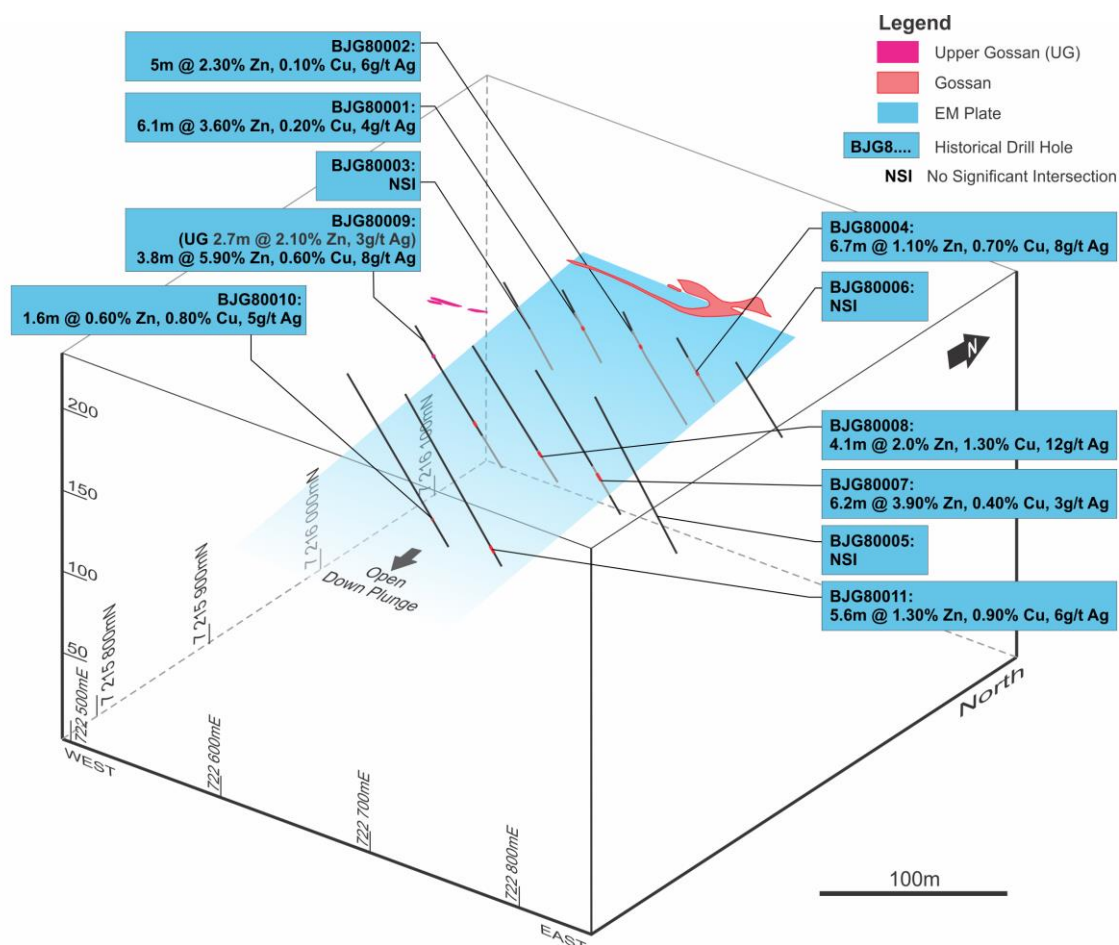 BJG80002:
5m @ 2.30% Zn, 0.10% Cu, 6g/t Ag
BJG80001:
6.1m @ 3.60% Zn, 0.20% Cu, 4g/t Ag
BJG80003:
NSI
BJG80009:
(UG 2.7m @ 2.10% Zn, 3g/t Ag)
3.8m @ 5.90% Zn, 0.60% Cu, 8g/t Ag
BJG80010:
1.6m @ 0.60% Zn, 0.80% Cu, 5g/t Ag
Legend
Upper Gossan (UG)
Gossan
EM Plate
BJG8.... Historical Drill Hole
NSI No Significant Intersection
BJG80004:
6.7m @ 1.10% Zn, 0.70% Cu, 8g/t Ag
BJG80006:
NSI
N
BJG80008:
4.1m @ 2.0% Zn, 1.30% Cu, 12g/t Ag
BJG80007:
6.2m @ 3.90% Zn, 0.40% Cu, 3g/t Ag
BJG80005:
NSI
BJG80011:
5.6m @ 1.30% Zn, 0.90% Cu, 6g/t Ag
200
150
100
50
7 216 100mN
7 216 000mN
7 215 900mN
7 215 800mN
Open
Down Plunge
722 500mE
722 600mE
722 700mE
722 800mE
WEST
EAST
North
100m